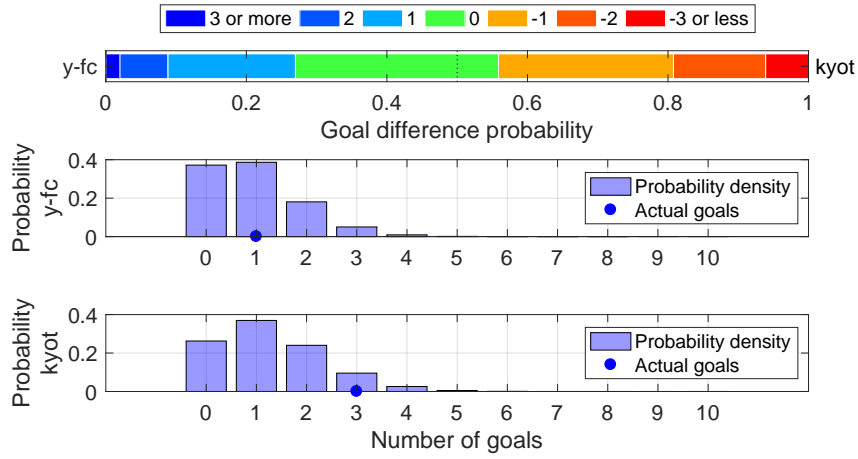 3 or more 2 1 0 -1 -2 -3 or less
y-fc kyot
0 0.2 0.4 0.6 0.8 1
Goal difference probability
Probability
y-fc
0.4
0.2
0
Probability density
Actual goals
0 1 2 3 4 5 6 7 8 9 10
Probability
kyot
0.4
0.2
0
Probability density
Actual goals
0 1 2 3 4 5 6 7 8 9 10
Number of goals